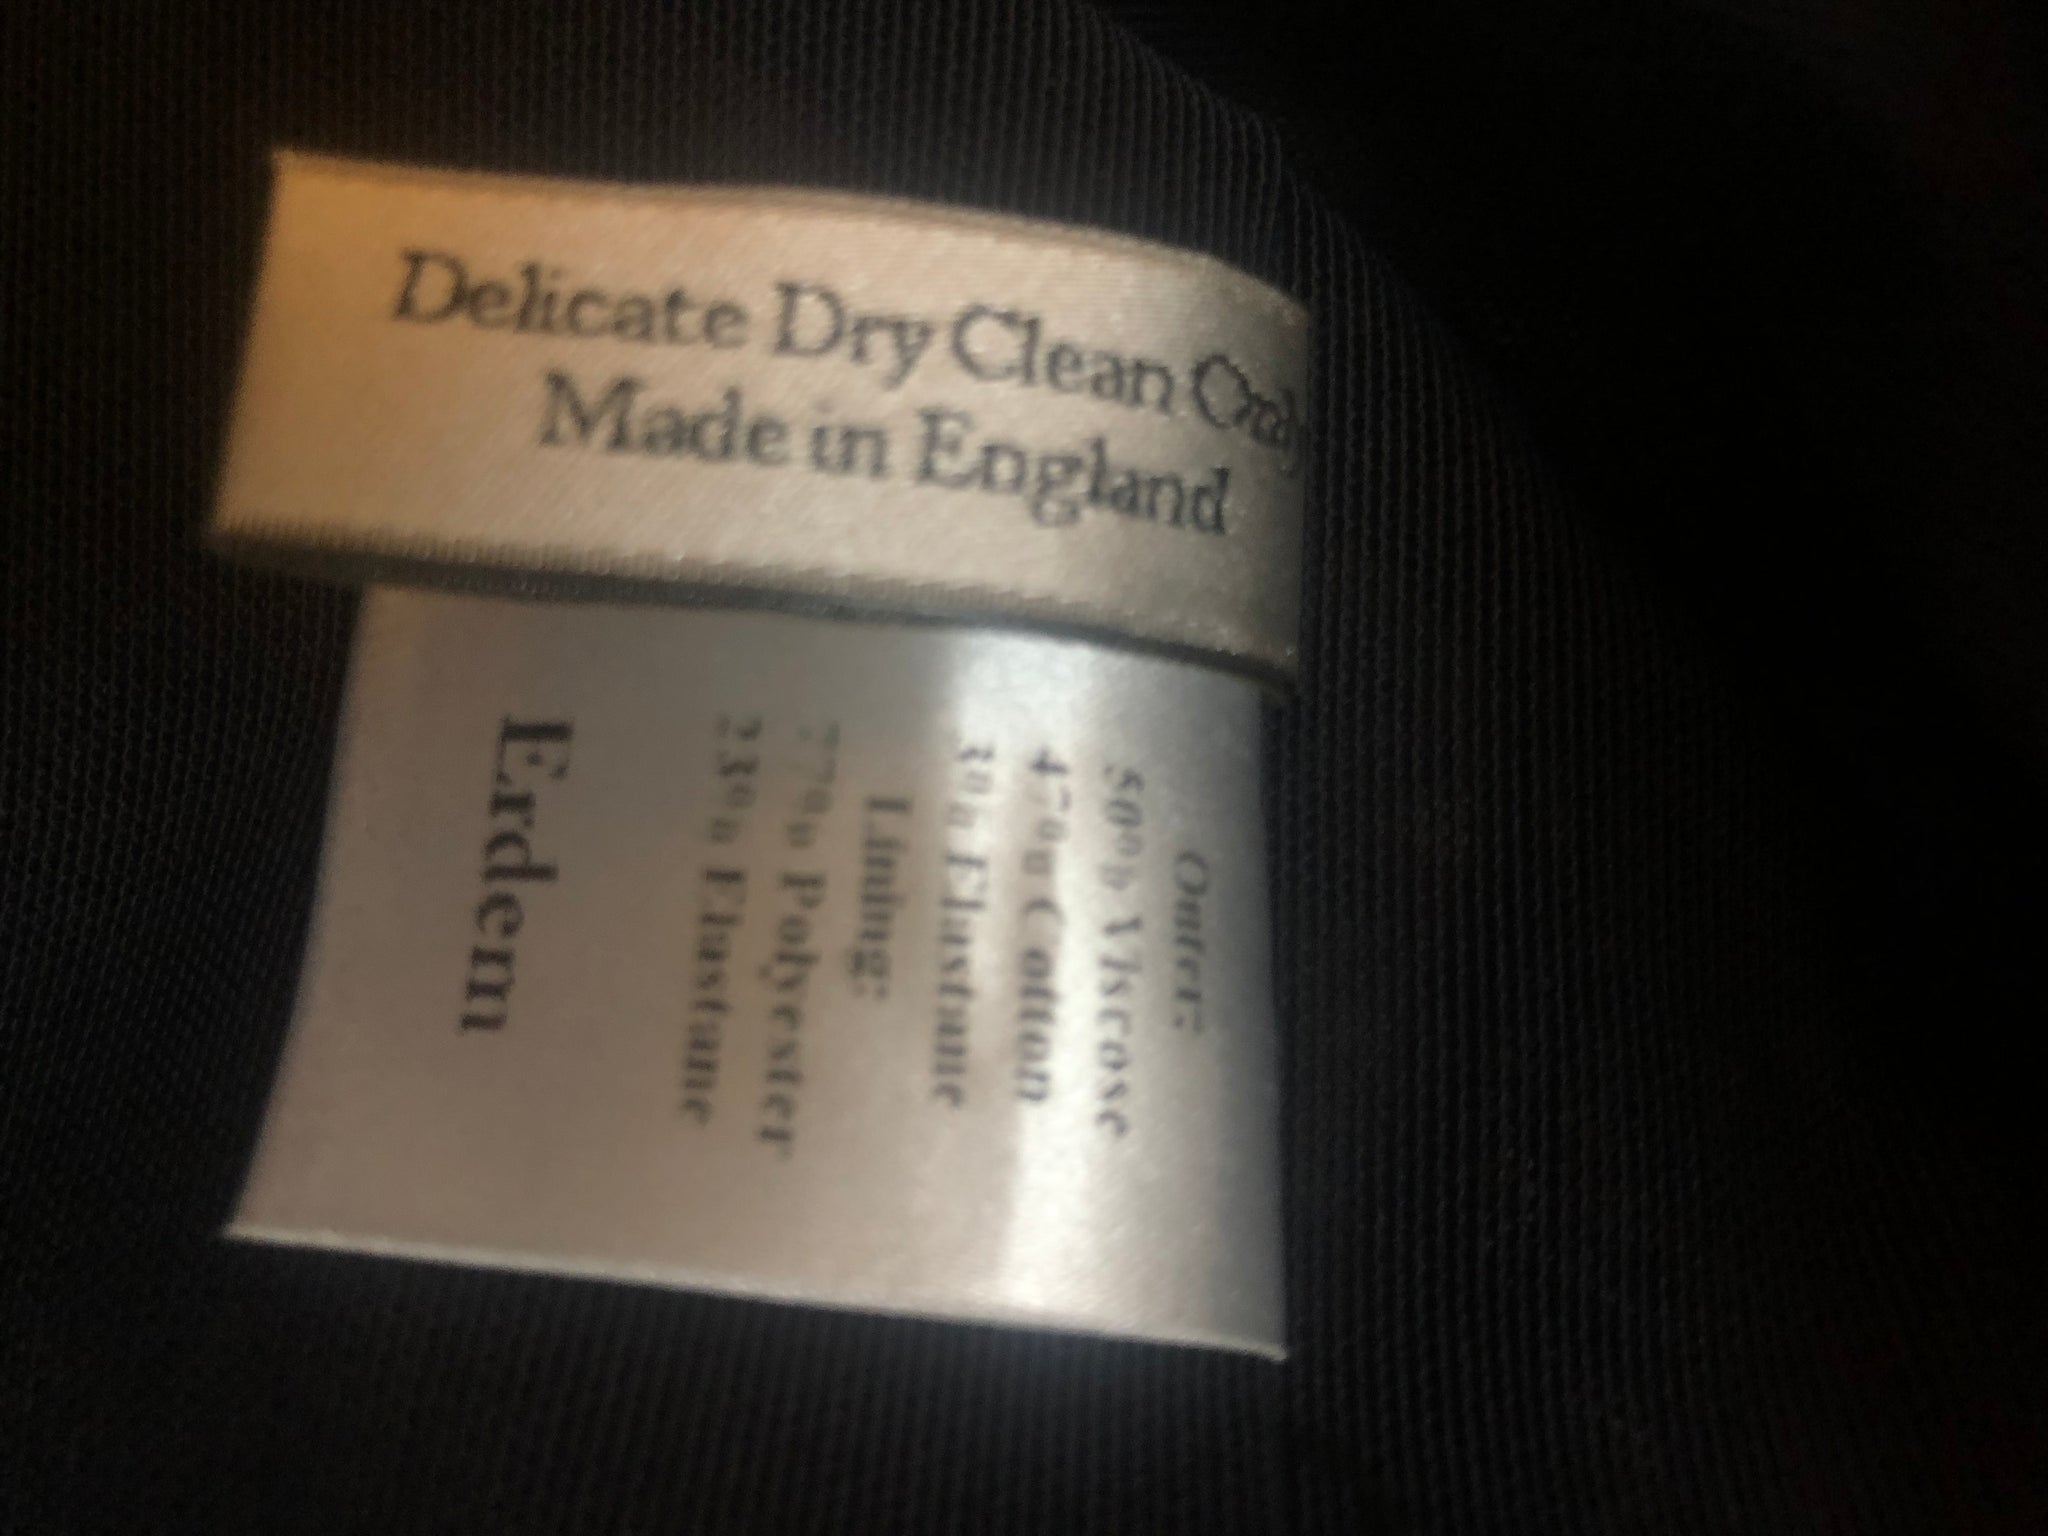 Delicate Dry Clean Only
Made in England
Outer:
50% Viscose
47% Cotton
3% Elastane
Lining:
77% Polyester
23% Elastane
Erdem